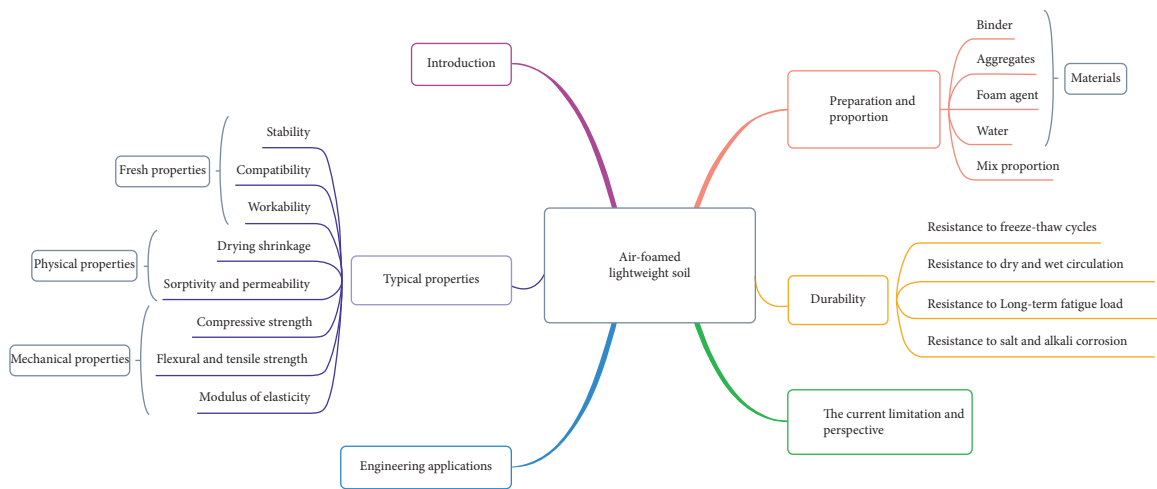 Introduction
Stability
Compatibility
Workability
Fresh properties
Drying shrinkage
Sorptivity and permeability
Physical properties
Compressive strength
Flexural and tensile strength
Modulus of elasticity
Mechanical properties
Typical properties
Engineering applications
Air-foamed
lightweight soil
Preparation and
proportion
Binder
Aggregates
Foam agent
Water
Mix proportion
Materials
Durability
Resistance to freeze-thaw cycles
Resistance to dry and wet circulation
Resistance to Long-term fatigue load
Resistance to salt and alkali corrosion
The current limitation and
perspective